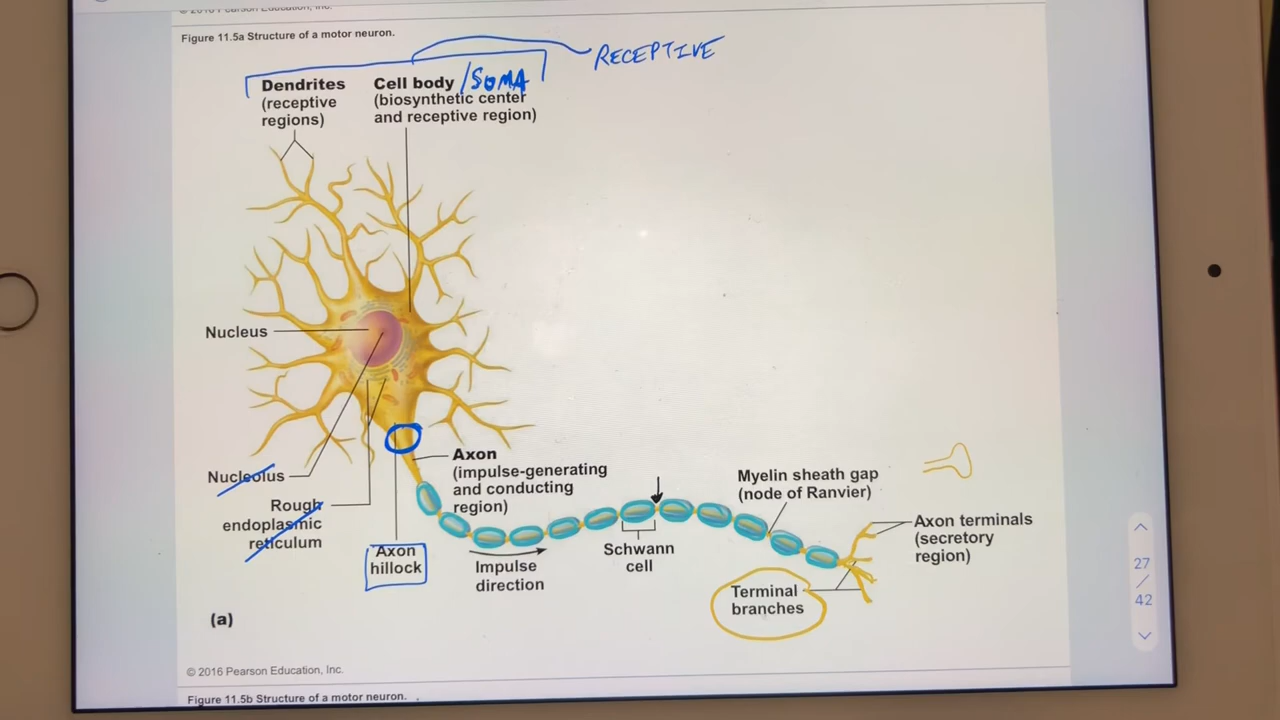 Figure 11.5a Structure of a motor neuron.
RECEPTIVE
Dendrites
(receptive
regions)
Cell body /SOMA
(biosynthetic center
and receptive region)
Nucleus
Axon
(impulse-generating
and conducting
region)
Nucleolus
Rough
endoplasmic
reticulum
Axon
hillock
Impulse
direction
Schwann
cell
Myelin sheath gap
(node of Ranvier)
Axon terminals
(secretory
region)
Terminal
branches
27
/
42
(a)
© 2016 Pearson Education, Inc.
Figure 11.5b Structure of a motor neuron.